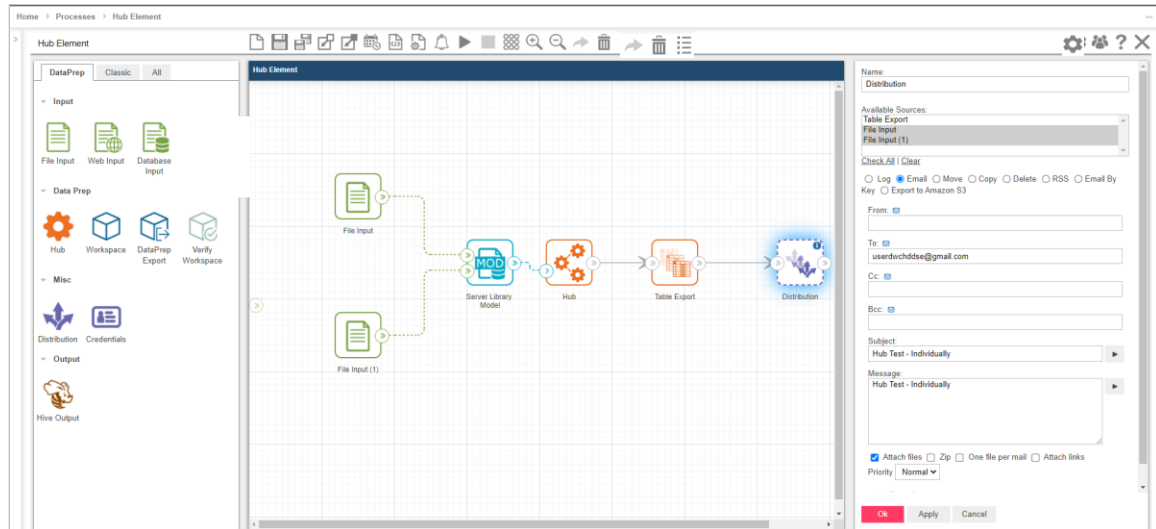 Home > Processes > Hub Element
Hub Element
DataPrep Classic All
Input
File Input Web Input Database Input
Data Prep
Hub Workspace DataPrep Export Verify Workspace
Misc
Distribution Credentials
Output
Hive Output
Hub Element
File Input
MOD
Server Library Model
Hub
Table Export
Distribution
File Input (1)
Name:
Distribution
Available Sources:
Table Export
File Input
File Input (1)
Check All | Clear
Log Email Move Copy Delete RSS Email By
Key Export to Amazon S3
From:
To:
userdwchddse@gmail.com
Cc:
Bcc:
Subject:
Hub Test - Individually
Message:
Hub Test - Individually
Attach files Zip One file per mail Attach links
Priority Normal
Ok Apply Cancel